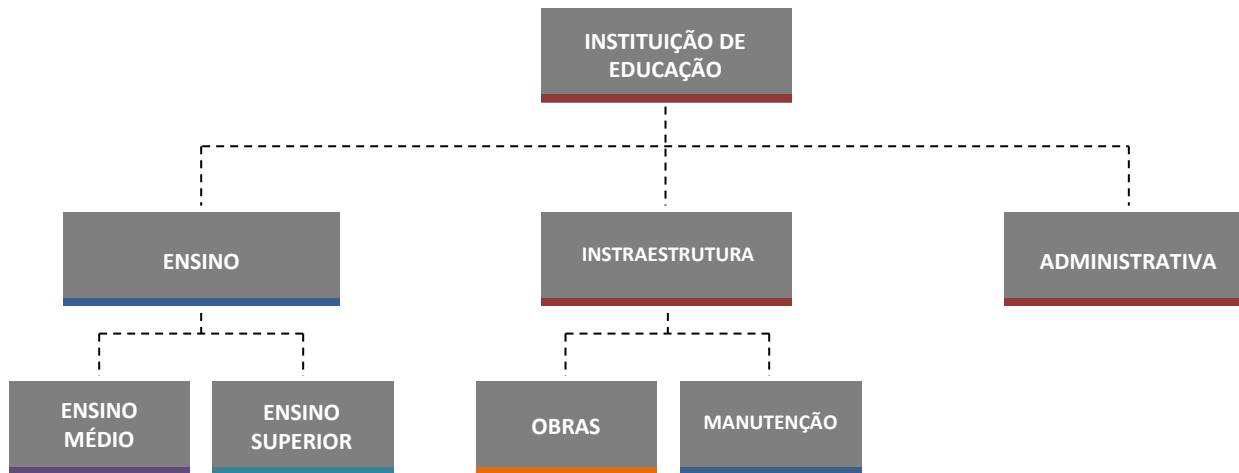 INSTITUIÇÃO DE
EDUCAÇÃO
ENSINO
INSTRAESTRUTURA
ADMINISTRATIVA
ENSINO
MÉDIO
ENSINO
SUPERIOR
OBRAS
MANUTENÇÃO